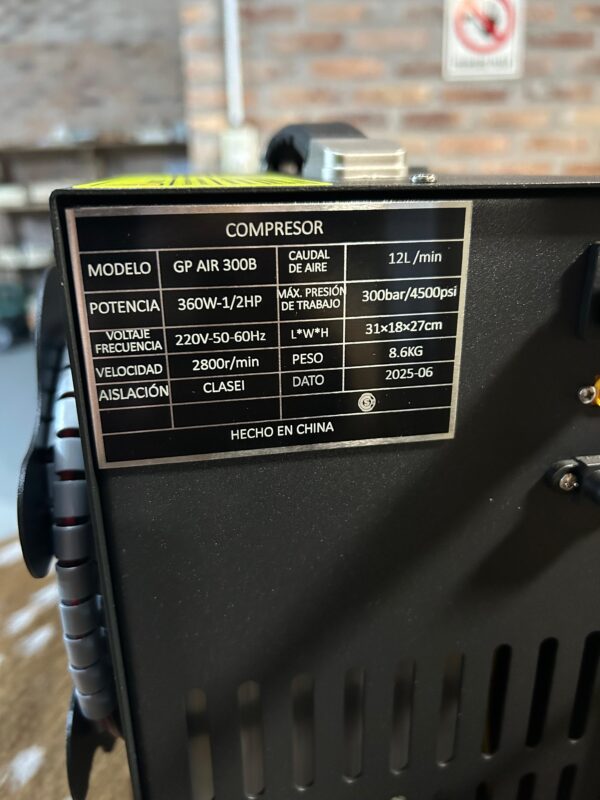 COMPRESOR
MODELO GP AIR 300B CAUDAL DE AIRE 12L/min
POTENCIA 360W-1/2HP MÁX. PRESIÓN DE TRABAJO 300bar/4500psi
VOLTAJE FRECUENCIA 220V-50-60Hz L*W*H 31×18×27cm
VELOCIDAD 2800r/min PESO 8.6KG
AISLACIÓN CLASEI DATO 2025-06
HECHO EN CHINA